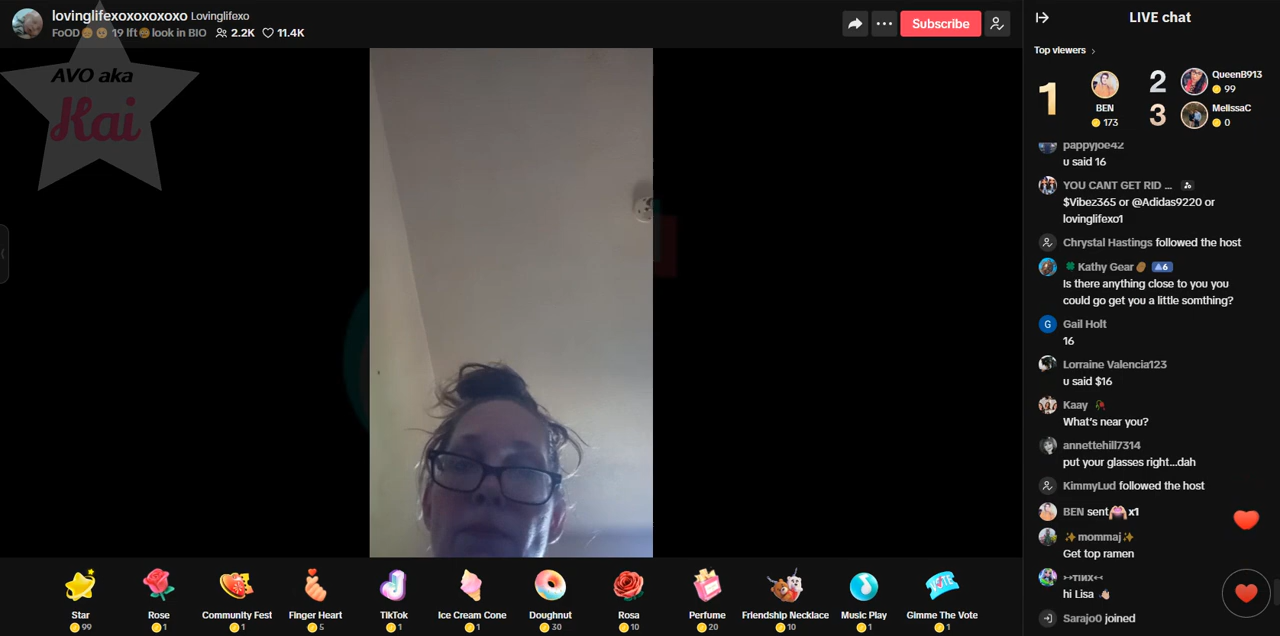 lovinglifexoxoxoxoxo Lovinglifexo
FoOD 19 lft look in BIO 2.2K 11.4K
Subscribe
AVO aka
Kai
LIVE chat
Top viewers
1 BEN 173
2 QueenB913 99
3 MelissaC 0
pappyjoe42
u said 16
YOU CANT GET RID ...
$Vibez365 or @Adidas9220 or
lovinglifexo1
Chrystal Hastings followed the host
Kathy Gear 6
Is there anything close to you you
could go get you a little somthing?
G Gail Holt
16
Lorraine Valencia123
u said $16
Kaay
What's near you?
annettehill7314
put your glasses right...dah
KimmyLud followed the host
BEN sent x1
mommaj
Get top ramen
тıиx
hi Lisa
Sarajo0 joined
Star Rose Community Fest Finger Heart TikTok Ice Cream Cone Doughnut Rosa Perfume Friendship Necklace Music Play Gimme The Vote
99 1 1 5 1 1 30 10 20 10 1 1